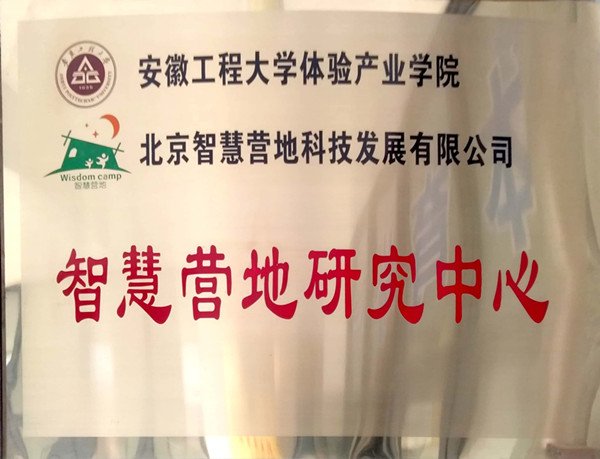 安徽工程大学体验产业学院
北京智慧营地科技发展有限公司
Wisdom camp
智慧营地
智慧营地研究中心